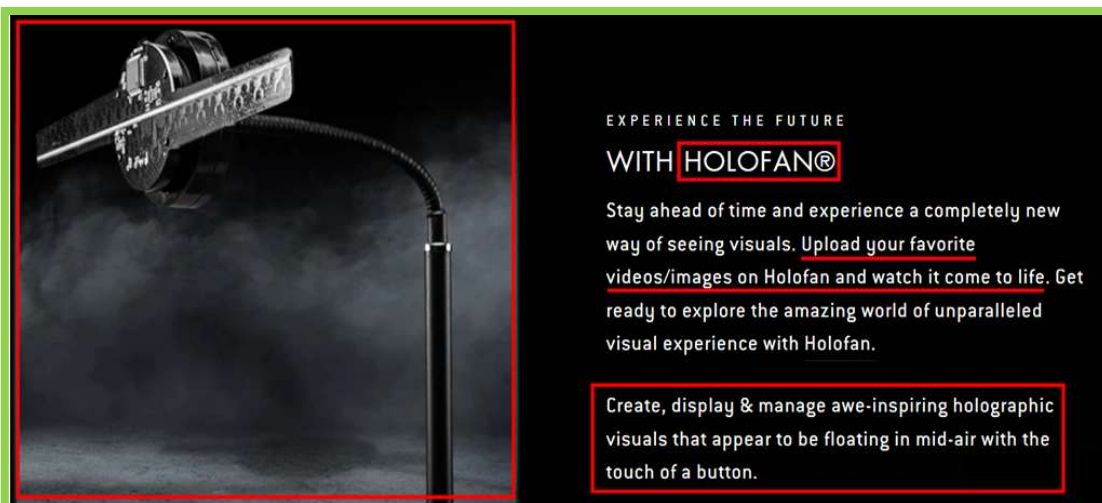 EXPERIENCE THE FUTURE
WITH HOLOFAN®
Stay ahead of time and experience a completely new
way of seeing visuals. Upload your favorite
videos/images on Holofan and watch it come to life. Get
ready to explore the amazing world of unparalleled
visual experience with Holofan.
Create, display & manage awe-inspiring holographic
visuals that appear to be floating in mid-air with the
touch of a button.